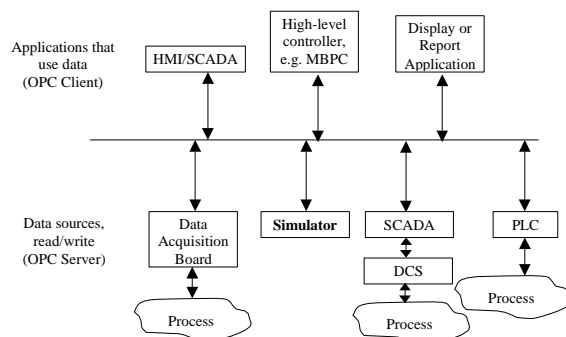 Applications that
use data
(OPC Client)
HMI/SCADA
High-level
controller,
e.g. MBPC
Display or
Report
Application
Data sources,
read/write
(OPC Server)
Data
Acquisition
Board
Simulator
SCADA
PLC
DCS
Process
Process
Process